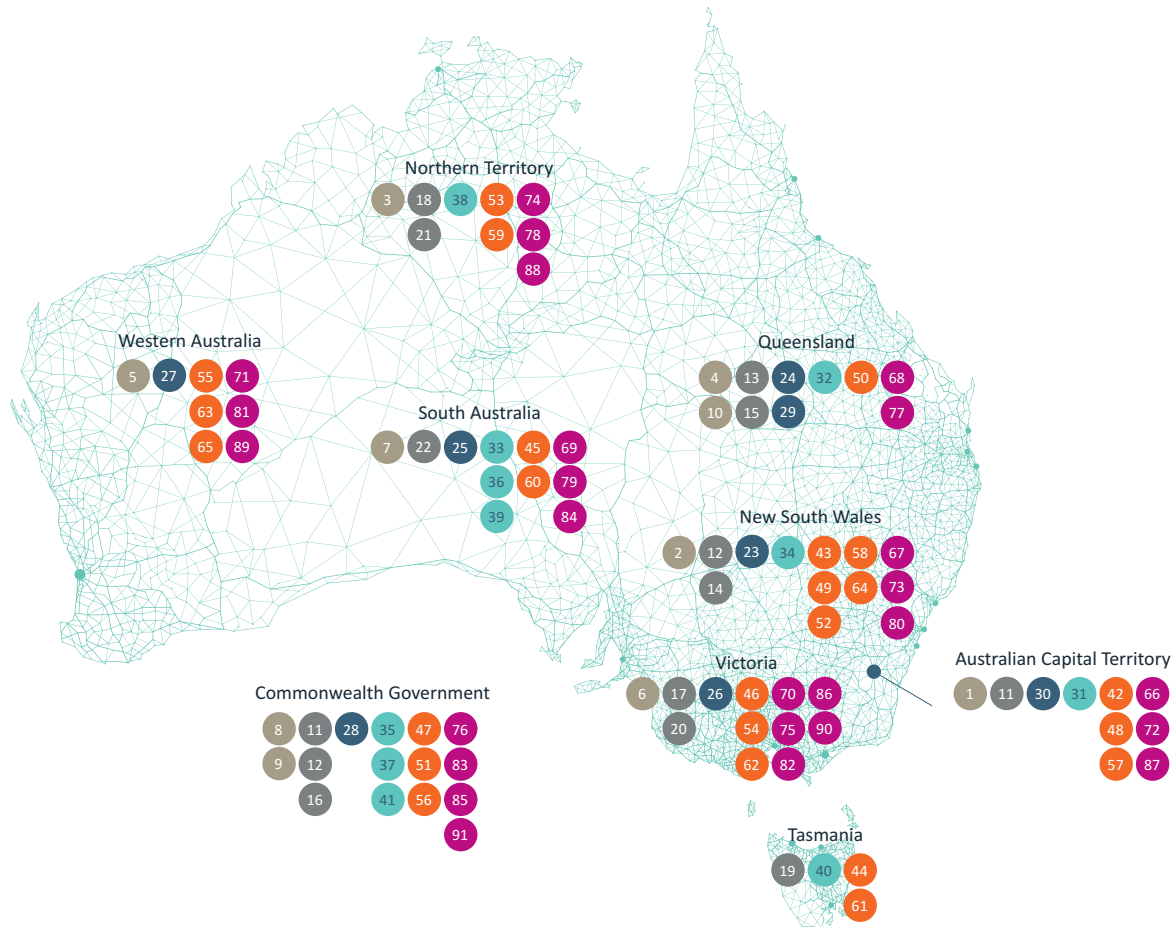 Northern Territory
3 18 38 53 74
21 59 78
88
Western Australia
5 27 55 71
63 81
65 89
Queensland
4 13 24 32 50 68
10 15 29 77
South Australia
7 22 25 33 45 69
36 60 79
39 84
New South Wales
2 12 23 34 43 58 67
14 49 64 73
52 80
Victoria
6 17 26 46 70 86
20 54 75 90
62 82
Australian Capital Territory
1 11 30 31 42 66
48 72
57 87
Commonwealth Government
8 11 28 35 47 76
9 12 37 51 83
16 41 56 85
91
Tasmania
19 40 44
61